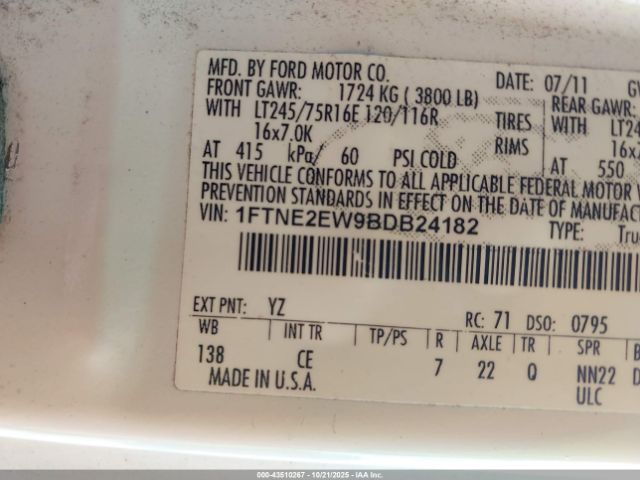 MFD. BY FORD MOTOR CO.
DATE: 07/11
FRONT GAWR: 1724 KG ( 3800 LB)
REAR GAWR:
WITH LT245/75R16E 120/116R TIRES
WITH
16x7.0K RIMS
AT 415 kPa/ 60 PSI COLD
AT 550
THIS VEHICLE CONFORMS TO ALL APPLICABLE FEDERAL MOTOR
PREVENTION STANDARDS IN EFFECT ON THE DATE OF
VIN: 1FTNE2EW9BDB24182
TYPE:
EXT PNT: YZ
RC: 71 DSO: 0795
WB INT TR TP/PS R AXLE TR SPR
138 CE 7 22 Q NN22
ULC
MADE IN U.S.A.
000-43510267 - 10/21/2025 - Copyright © IAA, LLC